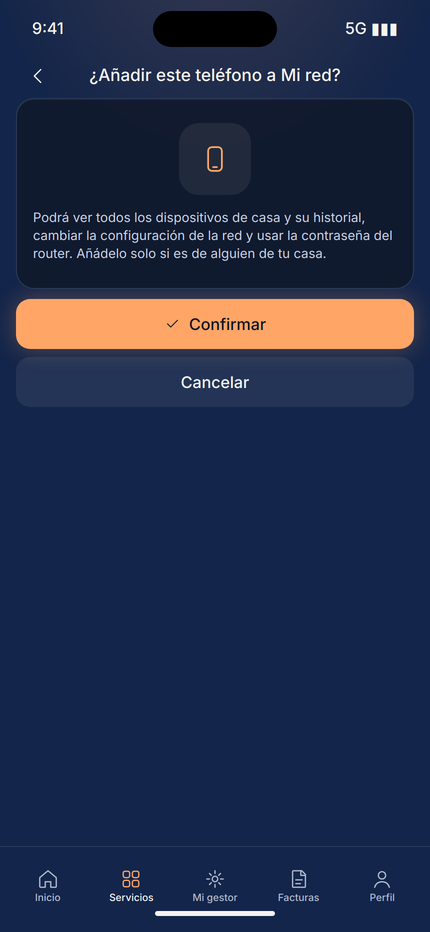 9:41
5G
¿Añadir este teléfono a Mi red?
Podrá ver todos los dispositivos de casa y su historial,
cambiar la configuración de la red y usar la contraseña del
router. Añádelo solo si es de alguien de tu casa.
Confirmar
Cancelar
Inicio
Servicios
Mi gestor
Facturas
Perfil